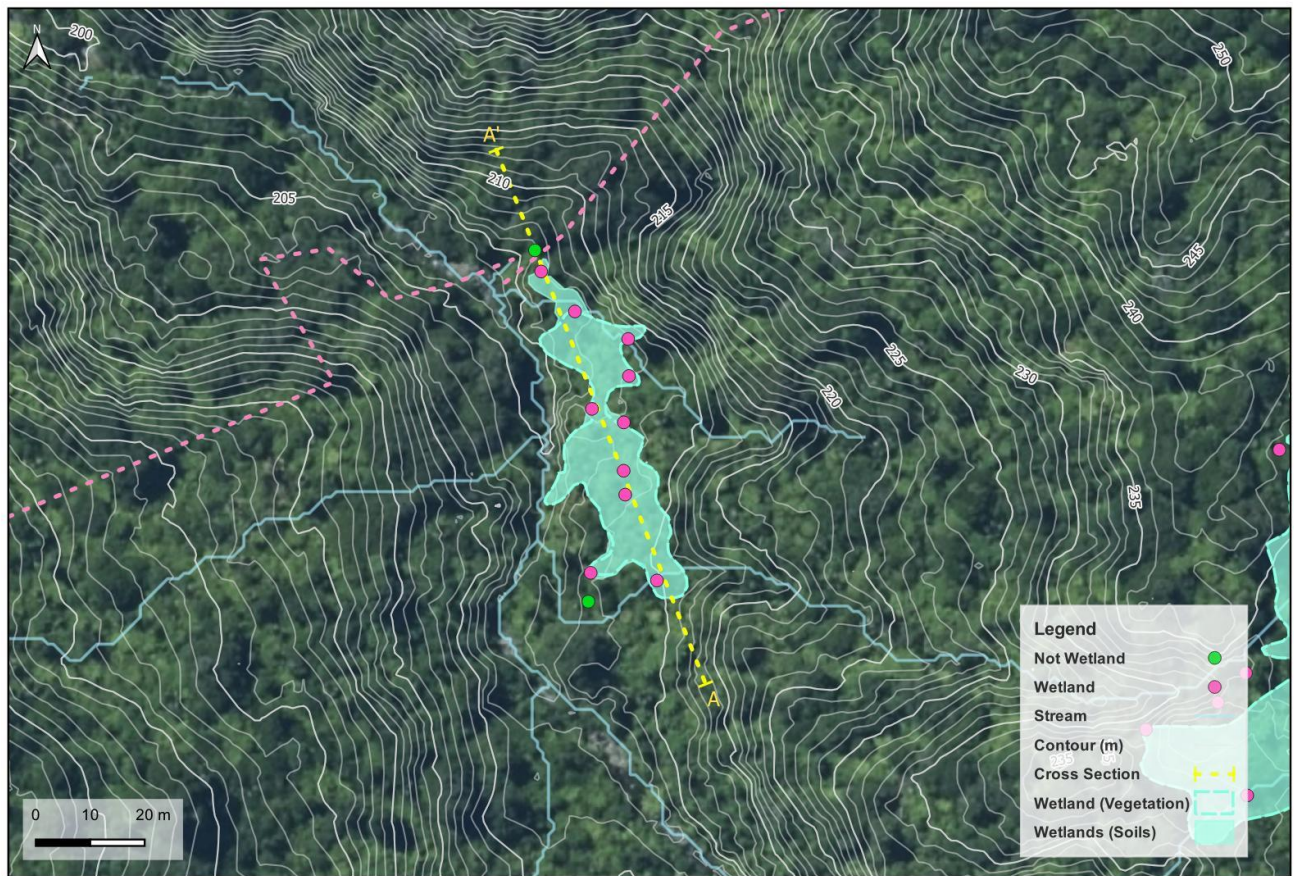 N
200
250
A'
210
205
215
245
240
225
230
220
235
A
Legend
Not Wetland
Wetland
Stream
Contour (m)
235
Cross Section
Wetland (Vegetation)
Wetlands (Soils)
0 10 20 m